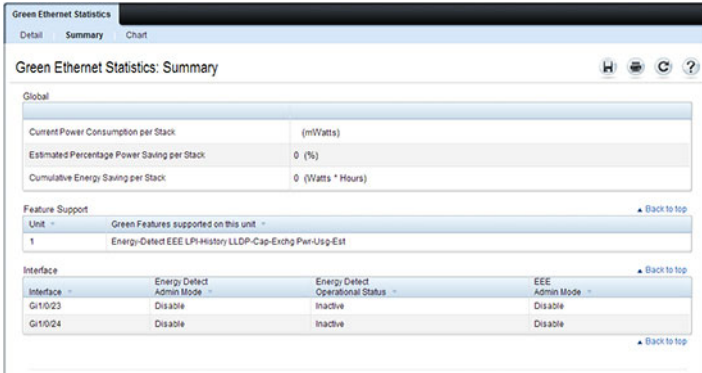 Green Ethernet Statistics
Detail Summary Chart
Green Ethernet Statistics: Summary
Global
Current Power Consumption per Stack (mWatts)
Estimated Percentage Power Saving per Stack 0 (%)
Cumulative Energy Saving per Stack 0 (Watts * Hours)
Feature Support Back to top
Unit Green Features supported on this unit
1 Energy-Detect EEE LPI-History LLDP-Cap-Exchg Pwr-Usg-Est
Interface Back to top
Energy Detect Energy Detect EEE
Interface Admin Mode Operational Status Admin Mode
Gi1/0/23 Disable Inactive Disable
Gi1/0/24 Disable Inactive Disable
Back to top